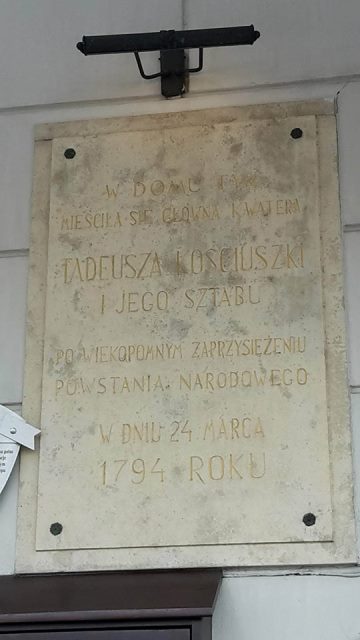 W DOMU TYM
MIEŚCIŁA SIĘ GŁÓWNA KWATERA
TADEUSZA KOŚCIUSZKI
I JEGO SZTABU
PO WIEKOPOMNYM ZAPRZYSIĘŻENIU
POWSTANIA NARODOWEGO
W DNIU 24 MARCA
1794 ROKU